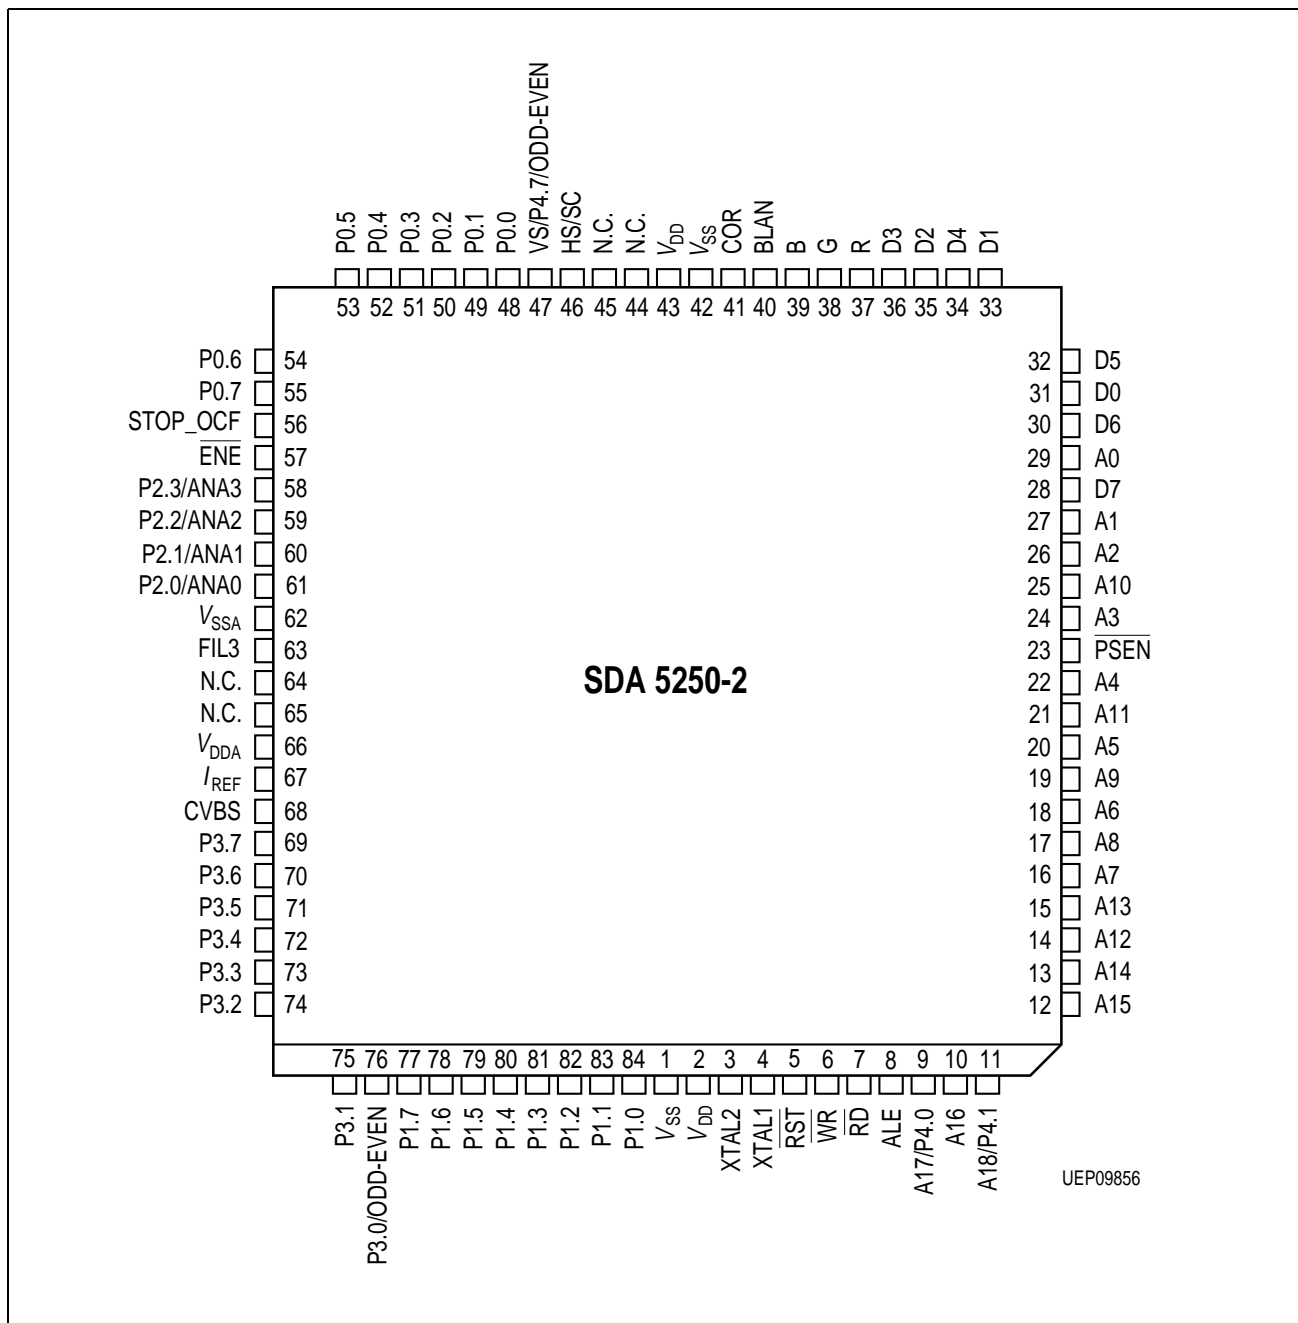 P0.5 P0.4 P0.3 P0.2 P0.1 P0.0 VS/P4.7/ODD-EVEN HS/SC N.C. N.C. VDD VSS COR BLAN B G R D3 D2 D4 D1
53 52 51 50 49 48 47 46 45 44 43 42 41 40 39 38 37 36 35 34 33
P0.6 54 32 D5
P0.7 55 31 D0
STOP_OCF 56 30 D6
E̅N̅E̅ 57 29 A0
P2.3/ANA3 58 28 D7
P2.2/ANA2 59 27 A1
P2.1/ANA1 60 26 A2
P2.0/ANA0 61 25 A10
VSSA 62 24 A3
FIL3 63 23 P̅S̅E̅N̅
N.C. 64 SDA 5250-2 22 A4
N.C. 65 21 A11
VDDA 66 20 A5
IREF 67 19 A9
CVBS 68 18 A6
P3.7 69 17 A8
P3.6 70 16 A7
P3.5 71 15 A13
P3.4 72 14 A12
P3.3 73 13 A14
P3.2 74 12 A15
75 76 77 78 79 80 81 82 83 84 1 2 3 4 5 6 7 8 9 10 11
P3.1 P3.0/ODD-EVEN P1.7 P1.6 P1.5 P1.4 P1.3 P1.2 P1.1 P1.0 VSS VDD XTAL2 XTAL1 R̅S̅T̅ W̅R̅ R̅D̅ ALE A17/P4.0 A16 A18/P4.1
UEP09856